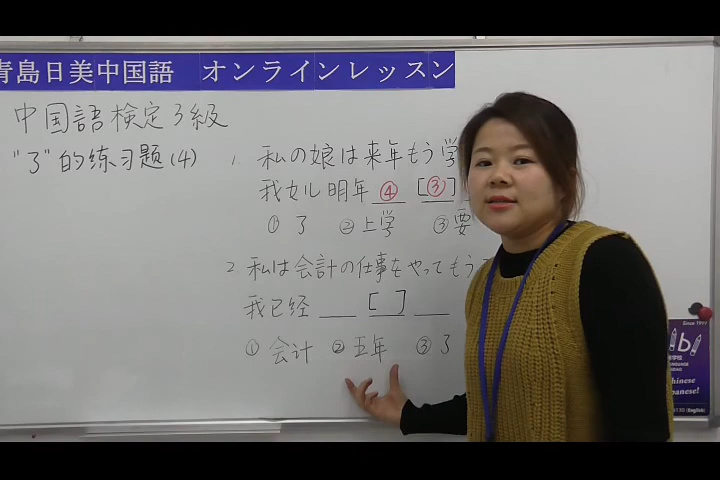 青島日美中国語 オンラインレッスン
中国語検定3級
"了"的练习题(4)
1. 私の娘は来年もう学
我女儿明年 ④ [③]
① 了 ②上学 ③要
2. 私は会計の仕事をやってもう
我已经 ___ [ ] ___
① 会计 ② 五年 ③ 了
Since 1999